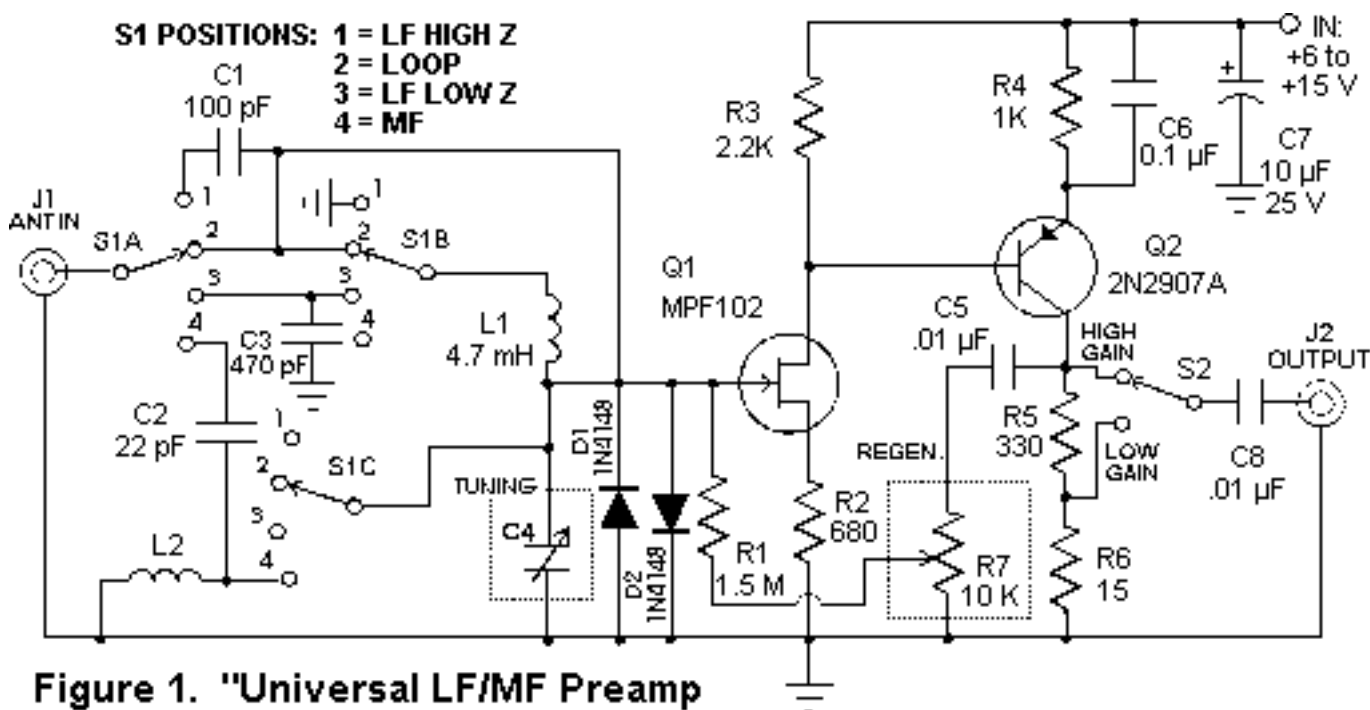 S1 POSITIONS: 1 = LF HIGH Z
2 = LOOP
3 = LF LOW Z
4 = MF
C1
100 pF
J1
ANT IN
S1A
1
2
3
4
1
2
3
4
S1B
C3
470 pF
C2
22 pF
1
2
3
4
S1C
L2
L1
4.7 mH
TUNING
C4
D1
1N4148
D2
1N4148
R1
1.5 M
Q1
MPF102
R2
680
R3
2.2K
R4
1K
C6
0.1 µF
+
C7
10 µF
25 V
IN:
+6 to
+15 V
Q2
2N2907A
C5
.01 µF
REGEN.
R7
10 K
R5
330
R6
15
HIGH
GAIN
LOW
GAIN
S2
C8
.01 µF
J2
OUTPUT
Figure 1. "Universal LF/MF Preamp